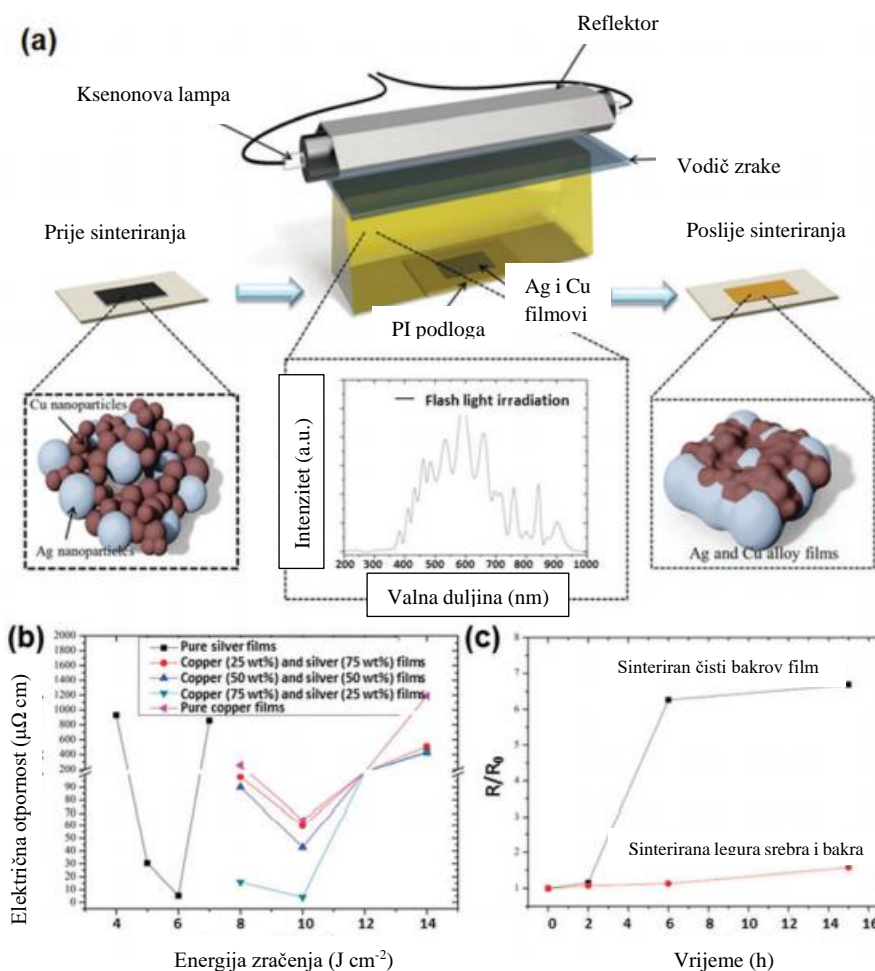 (a)
Reflektor
Ksenonova lampa
Vodič zrake
Prije sinteriranja
Poslije sinteriranja
Ag i Cu
filmovi
PI podloga
Cu nanoparticles
Ag nanoparticles
Intenzitet (a.u.)
Flash light irradiation
200 300 400 500 600 700 800 900 1000
Valna duljina (nm)
Ag and Cu alloy films
(b)
Električna otpornost (μΩ cm)
2000
1800
1600
1400
1200
1000
800
600
400
200
90
80
70
60
50
40
30
20
10
0
Pure silver films
Copper (25 wt%) and silver (75 wt%) films
Copper (50 wt%) and silver (50 wt%) films
Copper (75 wt%) and silver (25 wt%) films
Pure copper films
4 6 8 10 12 14
Energija zračenja (J cm⁻²)
(c)
R/R₀
8
7
6
5
4
3
2
1
Sinteriran čisti bakrov film
Sinterirana legura srebra i bakra
0 2 4 6 8 10 12 14 16
Vrijeme (h)